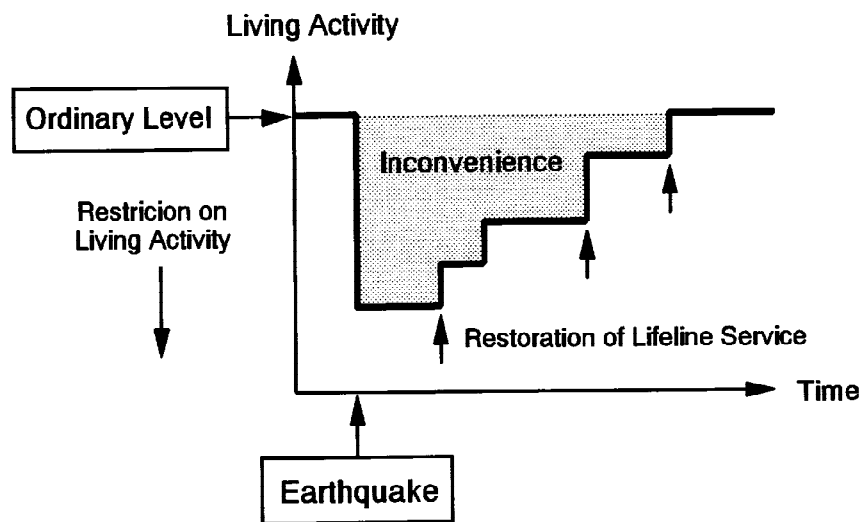 Living Activity
Ordinary Level
Inconvenience
Restricion on
Living Activity
Restoration of Lifeline Service
Time
Earthquake